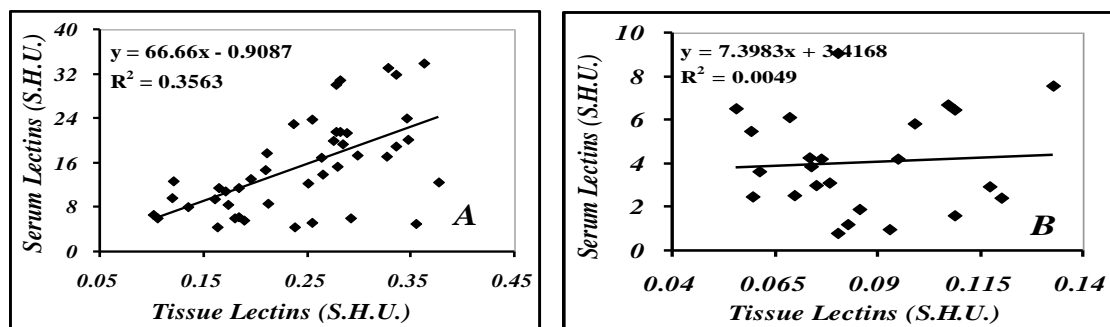 40
32
24
16
8
0
Serum Lectins (S.H.U.)
y = 66.66x - 0.9087
R² = 0.3563
A
0.05 0.15 0.25 0.35 0.45
Tissue Lectins (S.H.U.)
10
8
6
4
2
0
Serum Lectins (S.H.U.)
y = 7.3983x + 3.4168
R² = 0.0049
B
0.04 0.065 0.09 0.115 0.14
Tissue Lectins (S.H.U.)